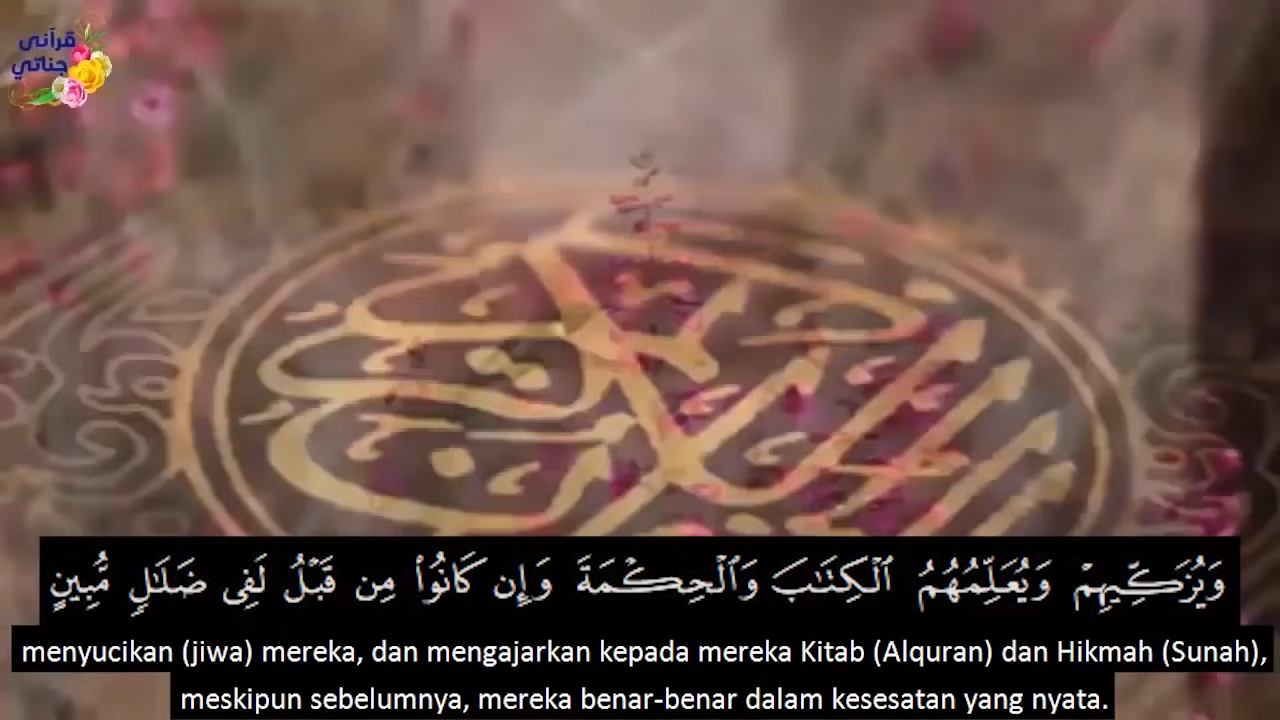 قرآنى
جناتي
وَيُزَكِّيهِمْ وَيُعَلِّمُهُمُ ٱلْكِتَٰبَ وَٱلْحِكْمَةَ وَإِن كَانُوا۟ مِن قَبْلُ لَفِى ضَلَٰلٍ مُّبِينٍ
menyucikan (jiwa) mereka, dan mengajarkan kepada mereka Kitab (Alquran) dan Hikmah (Sunah),
meskipun sebelumnya, mereka benar-benar dalam kesesatan yang nyata.